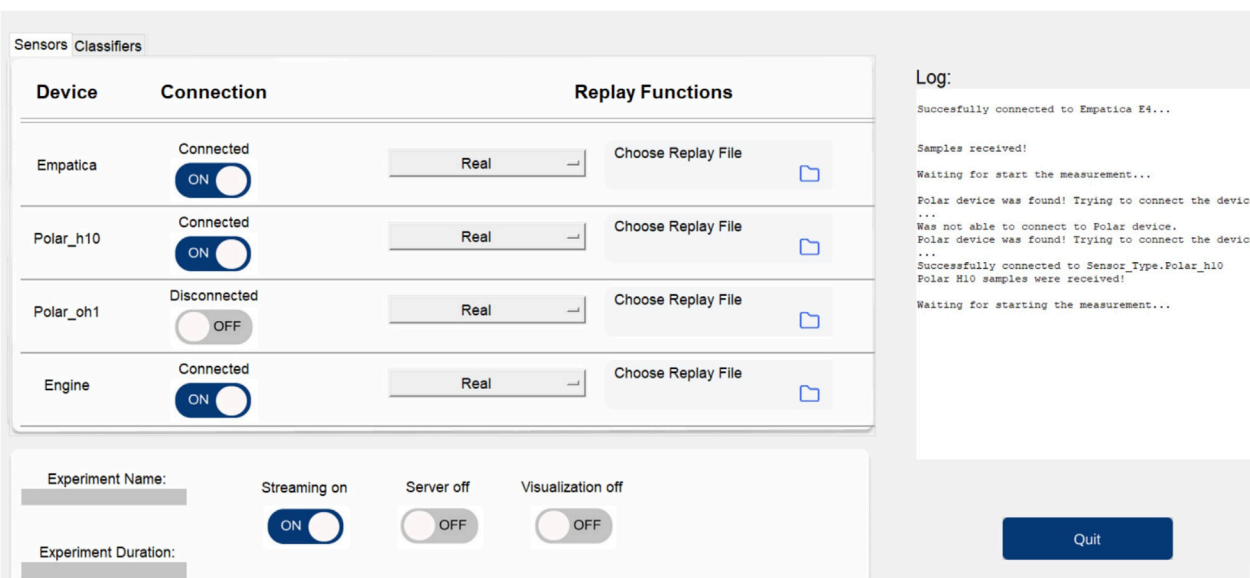 Sensors Classifiers
Device Connection Replay Functions
Connected
Empatica ON Real Choose Replay File
Connected
Polar_h10 ON Real Choose Replay File
Disconnected
Polar_oh1 OFF Real Choose Replay File
Connected
Engine ON Real Choose Replay File
Experiment Name:
Streaming on Server off Visualization off
ON OFF OFF
Experiment Duration:
Log:
Succesfully connected to Empatica E4...
Samples received!
Waiting for start the measurement...
Polar device was found! Trying to connect the devic
...
Was not able to connect to Polar device.
Polar device was found! Trying to connect the devic
...
Successfully connected to Sensor_Type.Polar_h10
Polar H10 samples were received!
Waiting for starting the measurement...
Quit